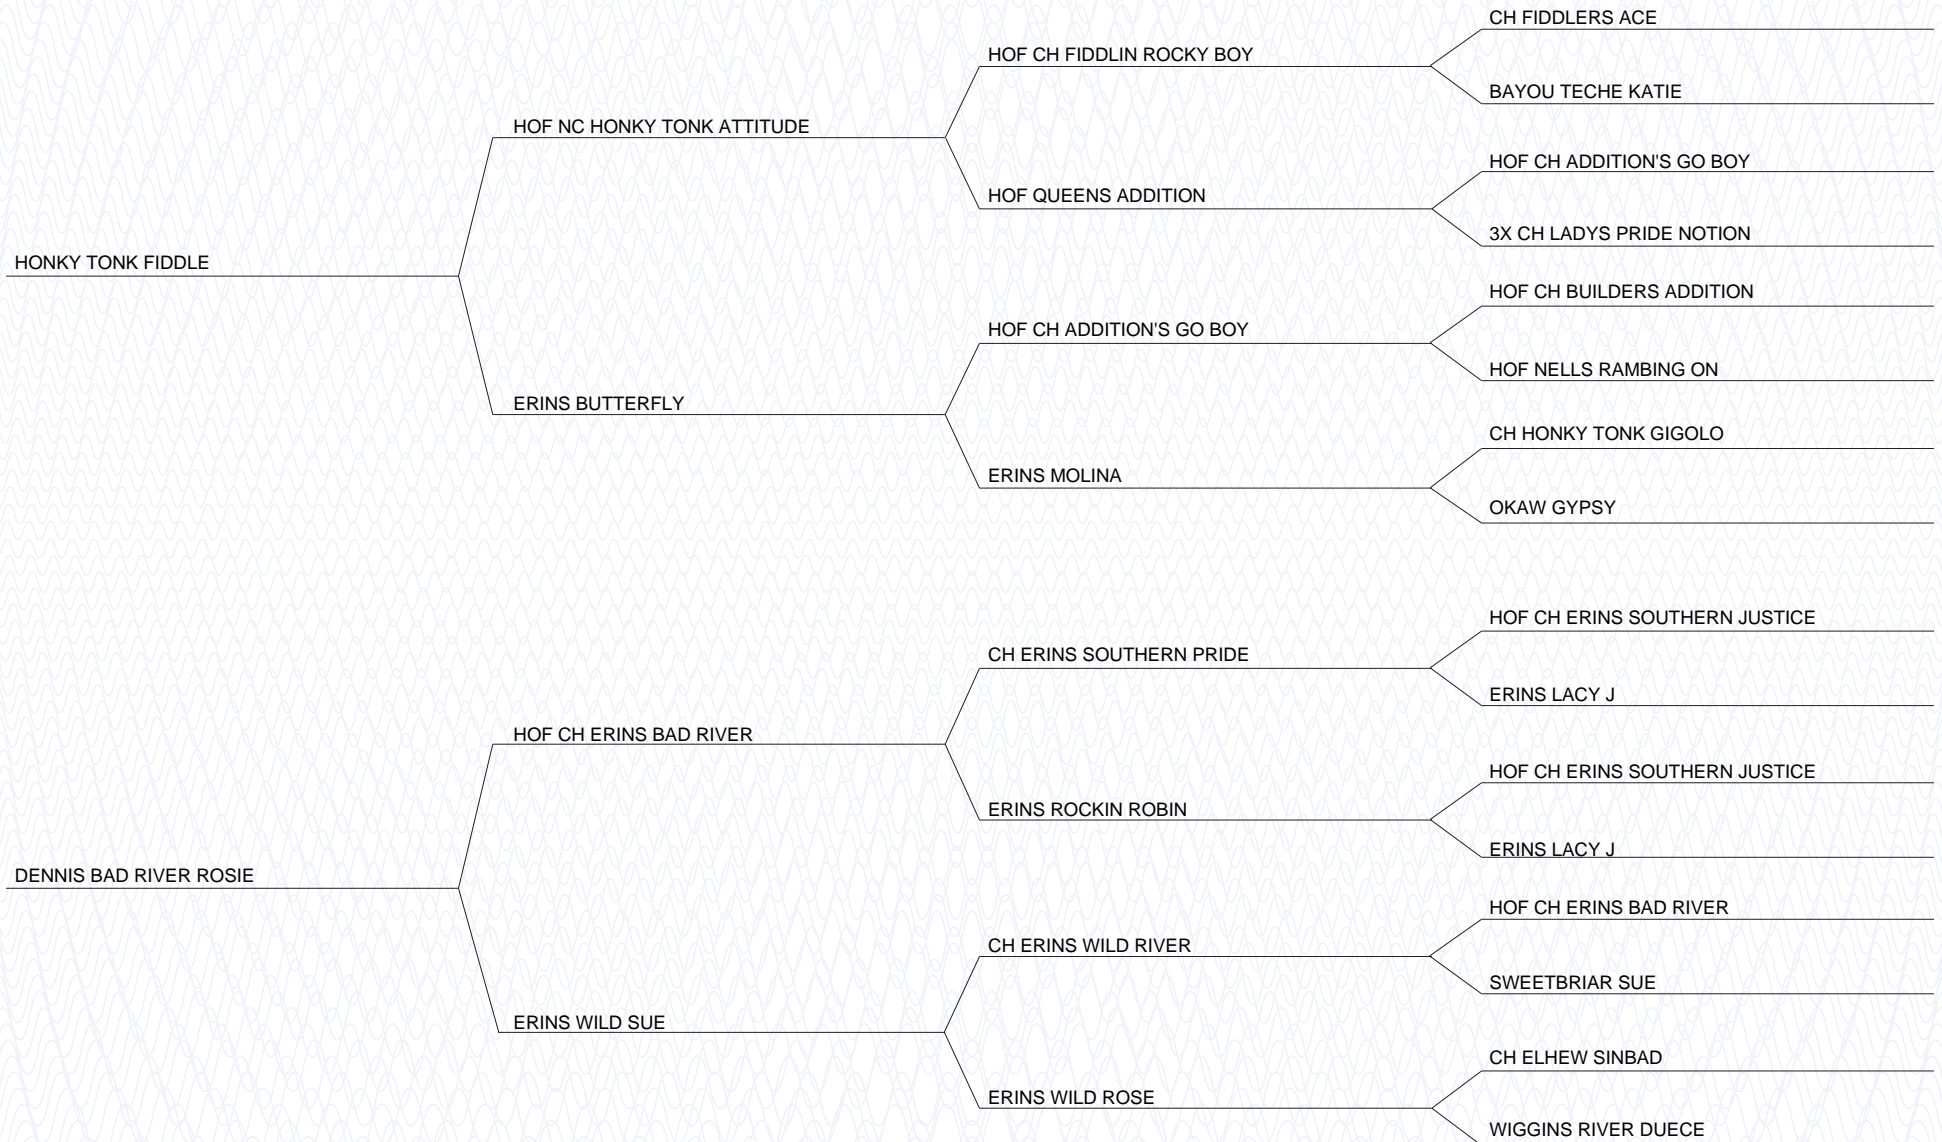 CH FIDDLERS ACE
HOF CH FIDDLIN ROCKY BOY
BAYOU TECHE KATIE
HOF NC HONKY TONK ATTITUDE
HOF CH ADDITION'S GO BOY
HOF QUEENS ADDITION
3X CH LADYS PRIDE NOTION
HONKY TONK FIDDLE
HOF CH BUILDERS ADDITION
HOF CH ADDITION'S GO BOY
HOF NELLS RAMBING ON
ERINS BUTTERFLY
CH HONKY TONK GIGOLO
ERINS MOLINA
OKAW GYPSY
HOF CH ERINS SOUTHERN JUSTICE
CH ERINS SOUTHERN PRIDE
ERINS LACY J
HOF CH ERINS BAD RIVER
HOF CH ERINS SOUTHERN JUSTICE
ERINS ROCKIN ROBIN
ERINS LACY J
DENNIS BAD RIVER ROSIE
HOF CH ERINS BAD RIVER
CH ERINS WILD RIVER
SWEETBRIAR SUE
ERINS WILD SUE
CH ELHEW SINBAD
ERINS WILD ROSE
WIGGINS RIVER DUECE